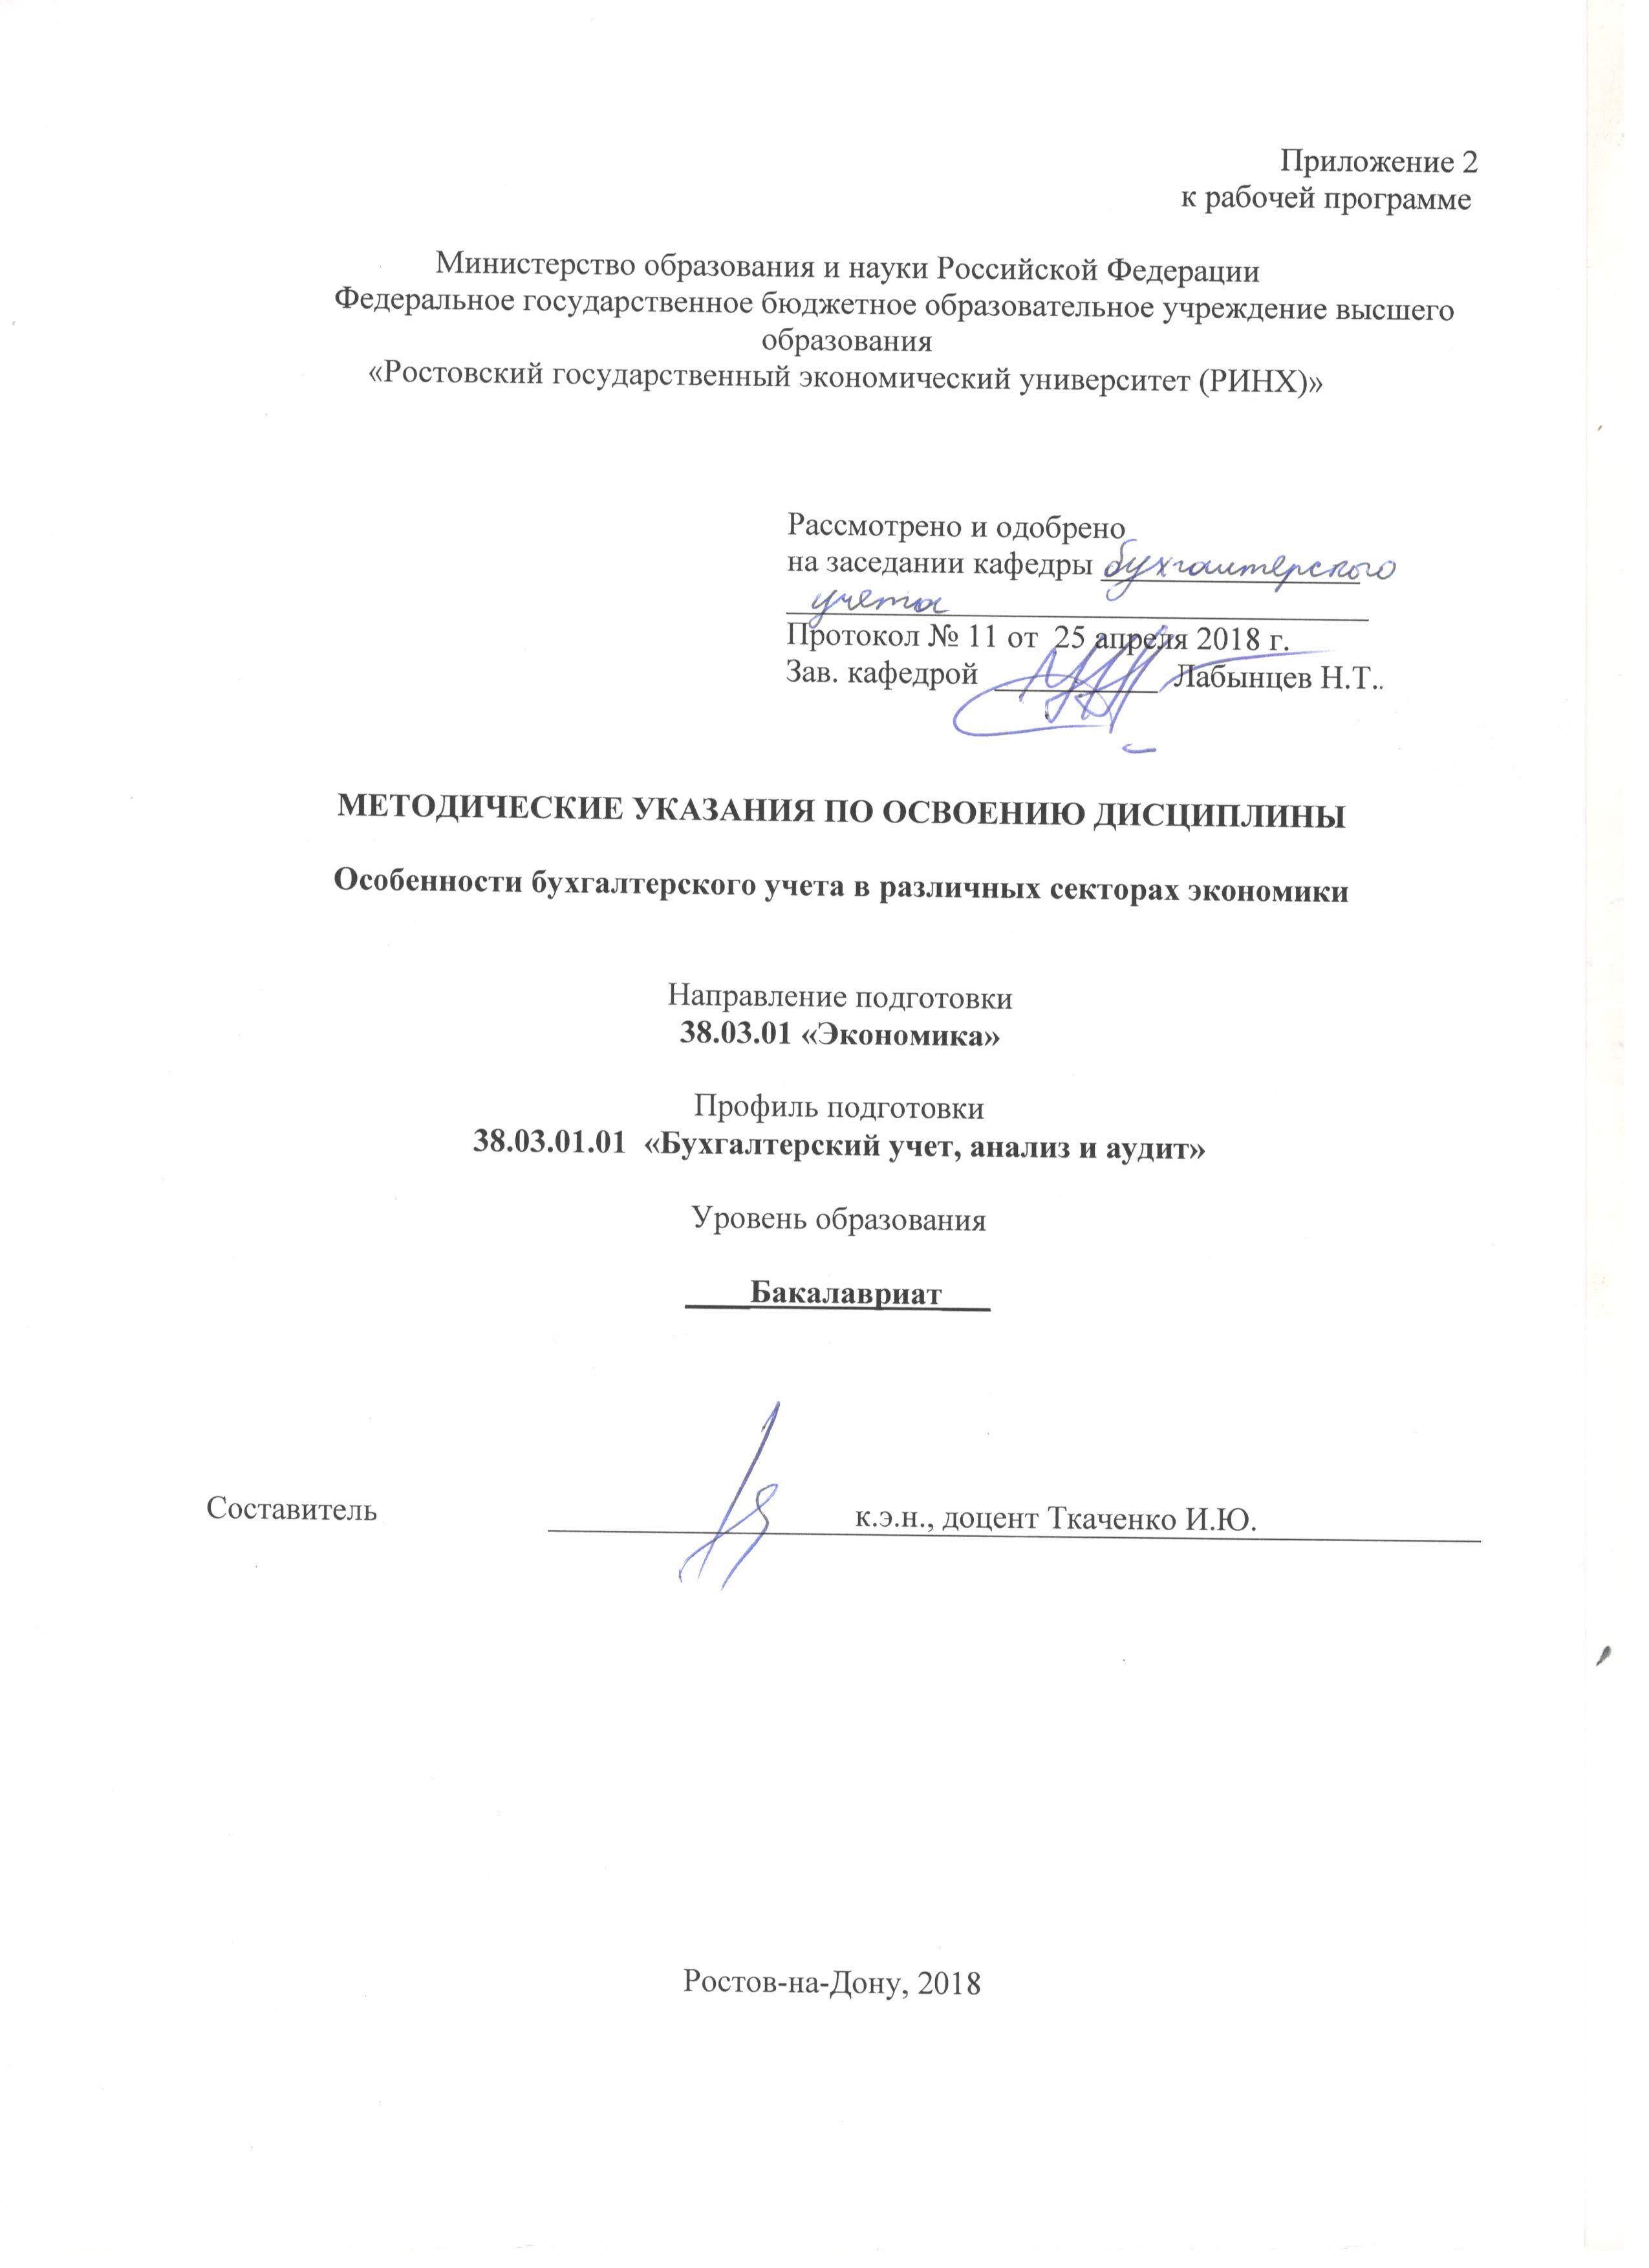 Приложение 2
к рабочей программе
Министерство образования и науки Российской Федерации
Федеральное государственное бюджетное образовательное учреждение высшего
образования
«Ростовский государственный экономический университет (РИНХ)»
Рассмотрено и одобрено
на заседании кафедры бухгалтерского
учета
Протокол № 11 от 25 апреля 2018 г.
Зав. кафедрой Лабынцев Н.Т..
МЕТОДИЧЕСКИЕ УКАЗАНИЯ ПО ОСВОЕНИЮ ДИСЦИПЛИНЫ
Особенности бухгалтерского учета в различных секторах экономики
Направление подготовки
38.03.01 «Экономика»
Профиль подготовки
38.03.01.01 «Бухгалтерский учет, анализ и аудит»
Уровень образования
Бакалавриат
Составитель к.э.н., доцент Ткаченко И.Ю.
Ростов-на-Дону, 2018